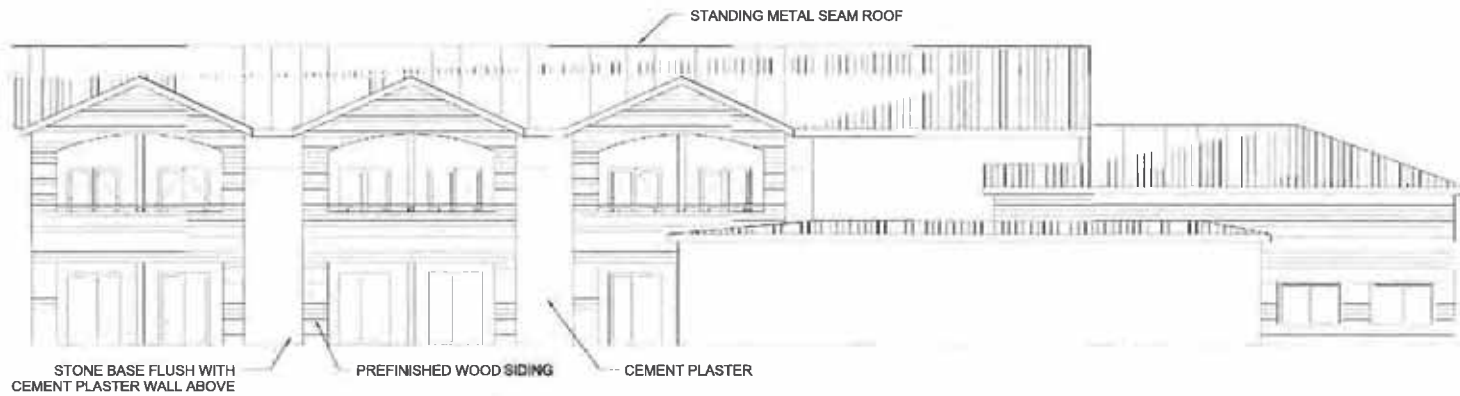 STANDING METAL SEAM ROOF
STONE BASE FLUSH WITH
CEMENT PLASTER WALL ABOVE
PREFINISHED WOOD SIDING
CEMENT PLASTER